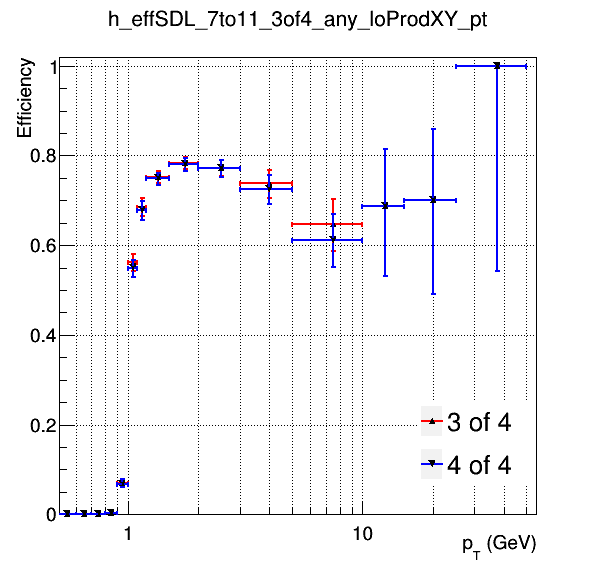 h_effSDL_7to11_3of4_any_loProdXY_pt
Efficiency
1
0.8
0.6
0.4
0.2
0
3 of 4
4 of 4
1
10
p_T (GeV)